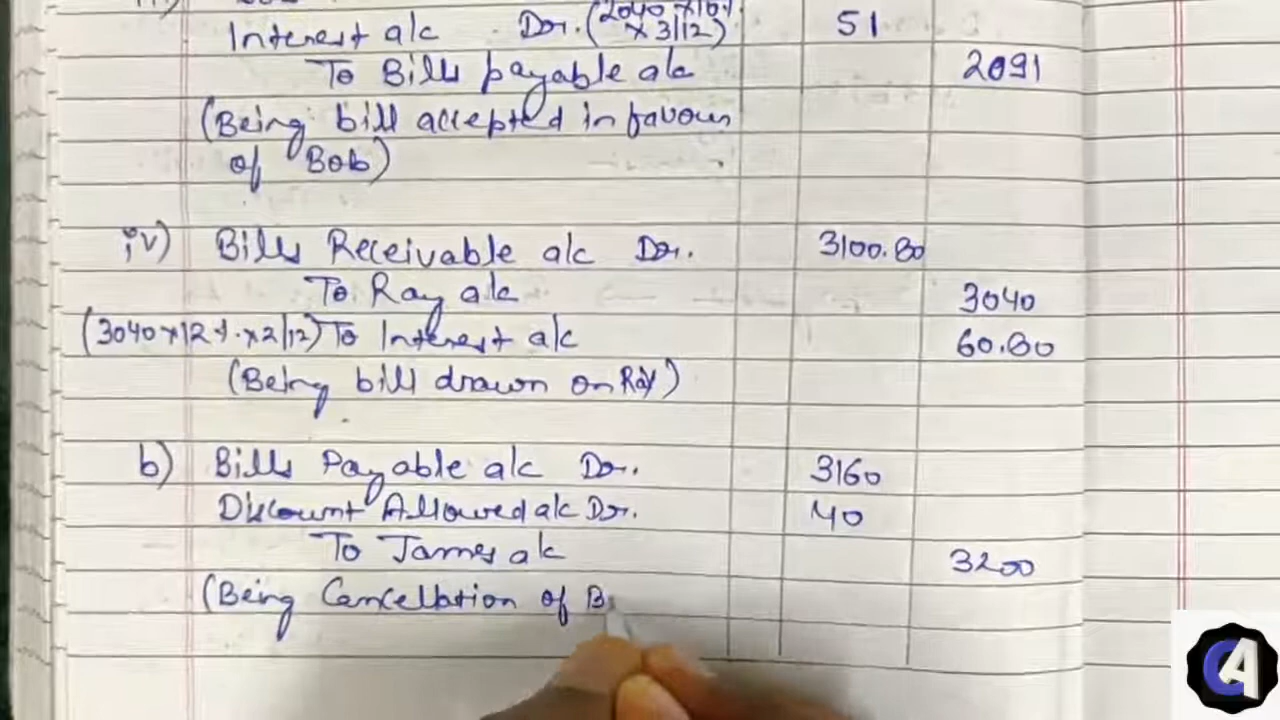 Interest a/c Dr. (2040 × 10% × 3/12) 51
To Bills payable a/c 2091
(Being bill accepted in favour
of Bob)
iv) Bills Receivable a/c Dr. 3100.80
To Ray a/c 3040
(3040×12%×2/12) To Interest a/c 60.80
(Being bill drawn on Ray)
b) Bills Payable a/c Dr. 3160
Discount Allowed a/c Dr. 40
To James a/c 3200
(Being Cancellation of B
CA